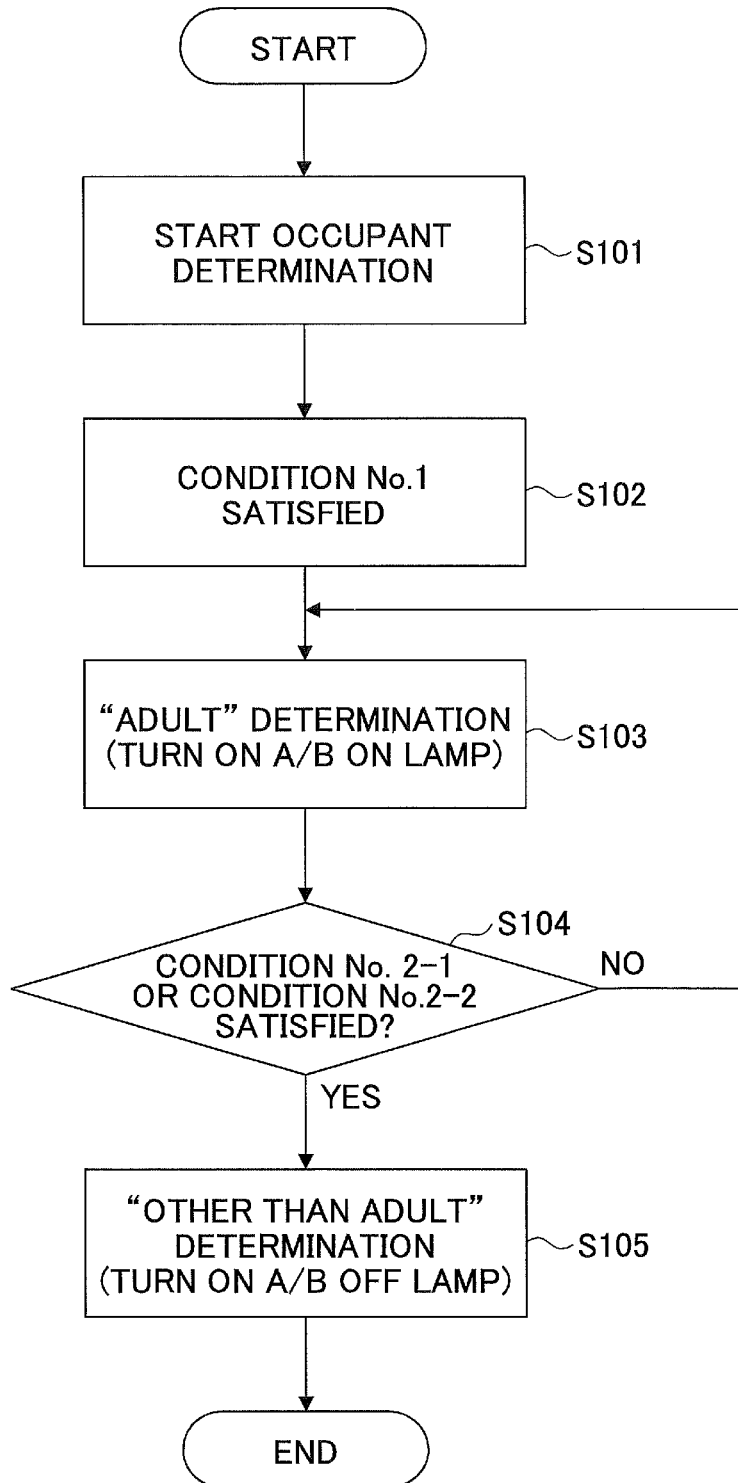 START
START OCCUPANT
DETERMINATION
S101
CONDITION No.1
SATISFIED
S102
“ADULT” DETERMINATION
(TURN ON A/B ON LAMP)
S103
S104
CONDITION No. 2-1
OR CONDITION No.2-2
SATISFIED?
NO
YES
“OTHER THAN ADULT”
DETERMINATION
(TURN ON A/B OFF LAMP)
S105
END